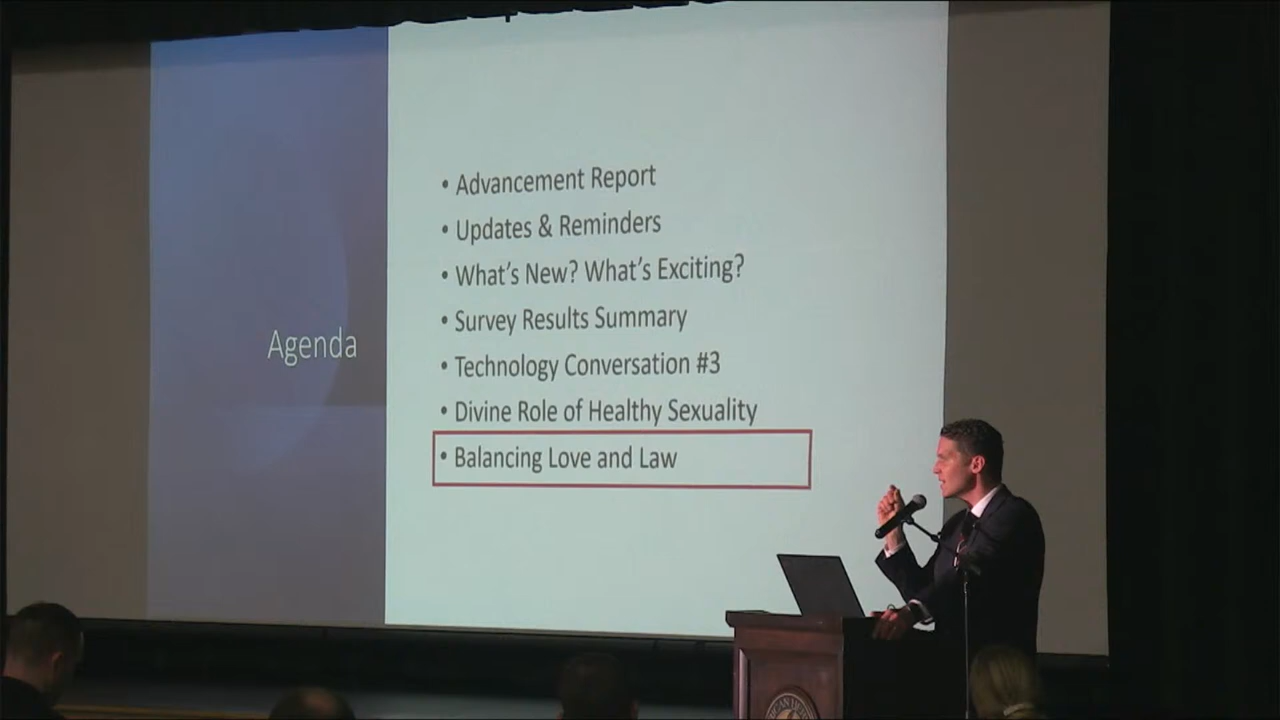 Agenda
• Advancement Report
• Updates & Reminders
• What's New? What's Exciting?
• Survey Results Summary
• Technology Conversation #3
• Divine Role of Healthy Sexuality
• Balancing Love and Law